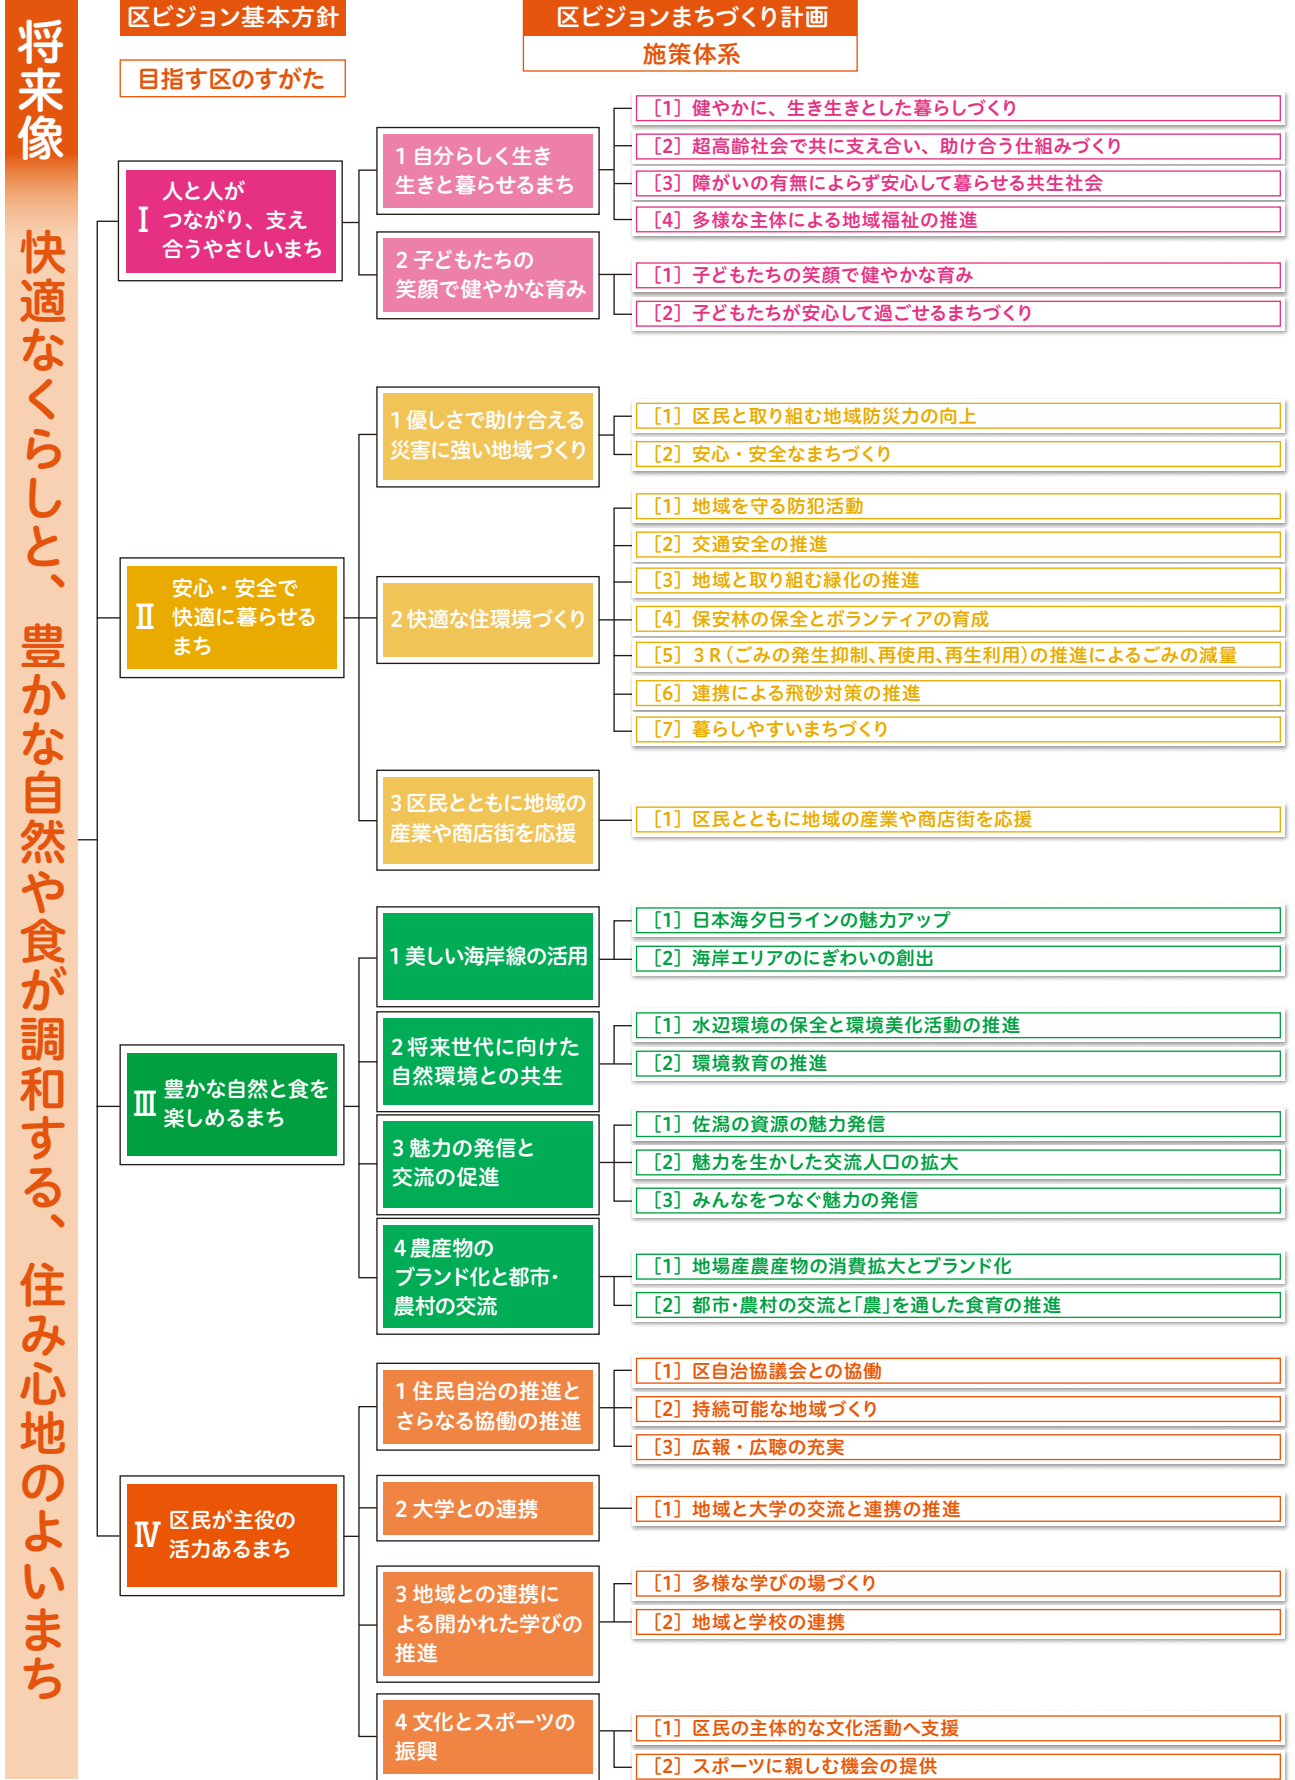 将来像
快適なくらしと、豊かな自然や食が調和する、住み心地のよいまち
区ビジョン基本方針
目指す区のすがた
区ビジョンまちづくり計画
施策体系
Ⅰ
人と人が
つながり、支え
合うやさしいまち
1 自分らしく生き
生きと暮らせるまち
［1］健やかに、生き生きとした暮らしづくり
［2］超高齢社会で共に支え合い、助け合う仕組みづくり
［3］障がいの有無によらず安心して暮らせる共生社会
［4］多様な主体による地域福祉の推進
2 子どもたちの
笑顔で健やかな育み
［1］子どもたちの笑顔で健やかな育み
［2］子どもたちが安心して過ごせるまちづくり
Ⅱ
安心・安全で
快適に暮らせる
まち
1 優しさで助け合える
災害に強い地域づくり
［1］区民と取り組む地域防災力の向上
［2］安心・安全なまちづくり
2 快適な住環境づくり
［1］地域を守る防犯活動
［2］交通安全の推進
［3］地域と取り組む緑化の推進
［4］保安林の保全とボランティアの育成
［5］3Ｒ（ごみの発生抑制、再使用、再生利用）の推進によるごみの減量
［6］連携による飛砂対策の推進
［7］暮らしやすいまちづくり
3 区民とともに地域の
産業や商店街を応援
［1］区民とともに地域の産業や商店街を応援
Ⅲ
豊かな自然と食を
楽しめるまち
1 美しい海岸線の活用
［1］日本海夕日ラインの魅力アップ
［2］海岸エリアのにぎわいの創出
2 将来世代に向けた
自然環境との共生
［1］水辺環境の保全と環境美化活動の推進
［2］環境教育の推進
3 魅力の発信と
交流の促進
［1］佐潟の資源の魅力発信
［2］魅力を生かした交流人口の拡大
［3］みんなをつなぐ魅力の発信
4 農産物の
ブランド化と都市・
農村の交流
［1］地場産農産物の消費拡大とブランド化
［2］都市・農村の交流と「農」を通した食育の推進
Ⅳ
区民が主役の
活力あるまち
1 住民自治の推進と
さらなる協働の推進
［1］区自治協議会との協働
［2］持続可能な地域づくり
［3］広報・広聴の充実
2 大学との連携
［1］地域と大学の交流と連携の推進
3 地域との連携に
よる開かれた学びの
推進
［1］多様な学びの場づくり
［2］地域と学校の連携
4 文化とスポーツの
振興
［1］区民の主体的な文化活動へ支援
［2］スポーツに親しむ機会の提供